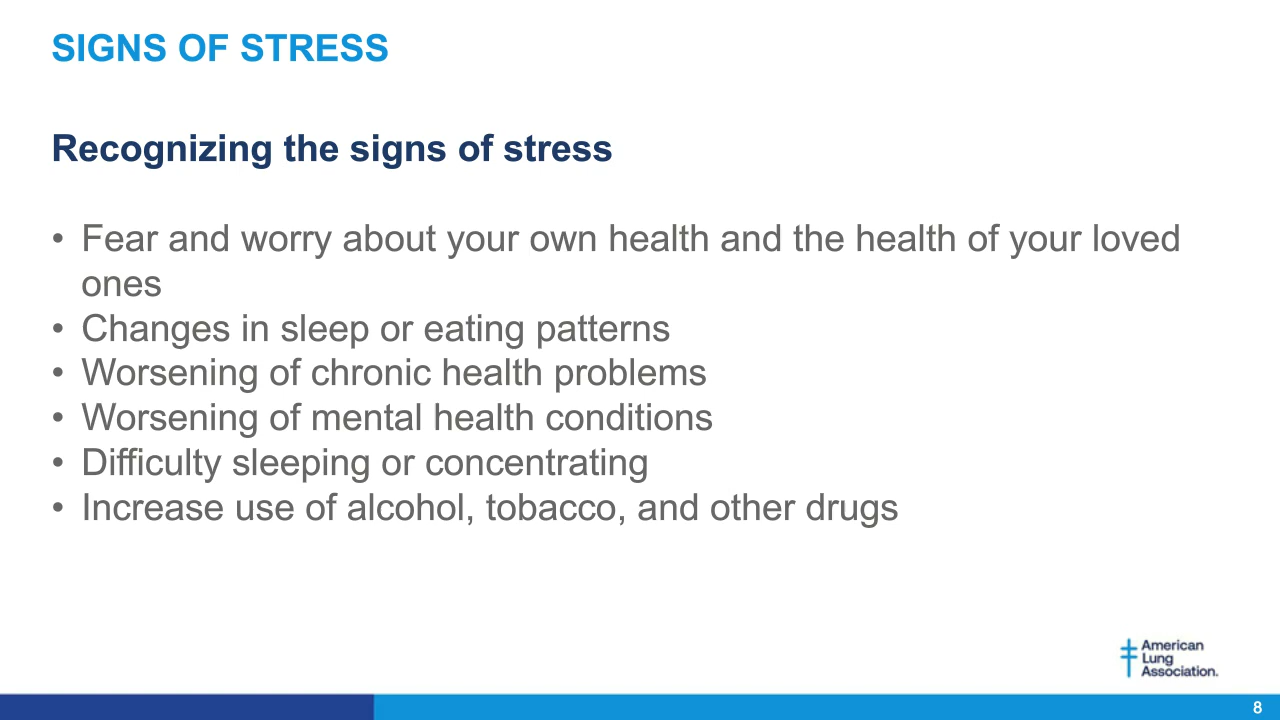 SIGNS OF STRESS
Recognizing the signs of stress
• Fear and worry about your own health and the health of your loved
ones
• Changes in sleep or eating patterns
• Worsening of chronic health problems
• Worsening of mental health conditions
• Difficulty sleeping or concentrating
• Increase use of alcohol, tobacco, and other drugs
American
Lung
Association.
8